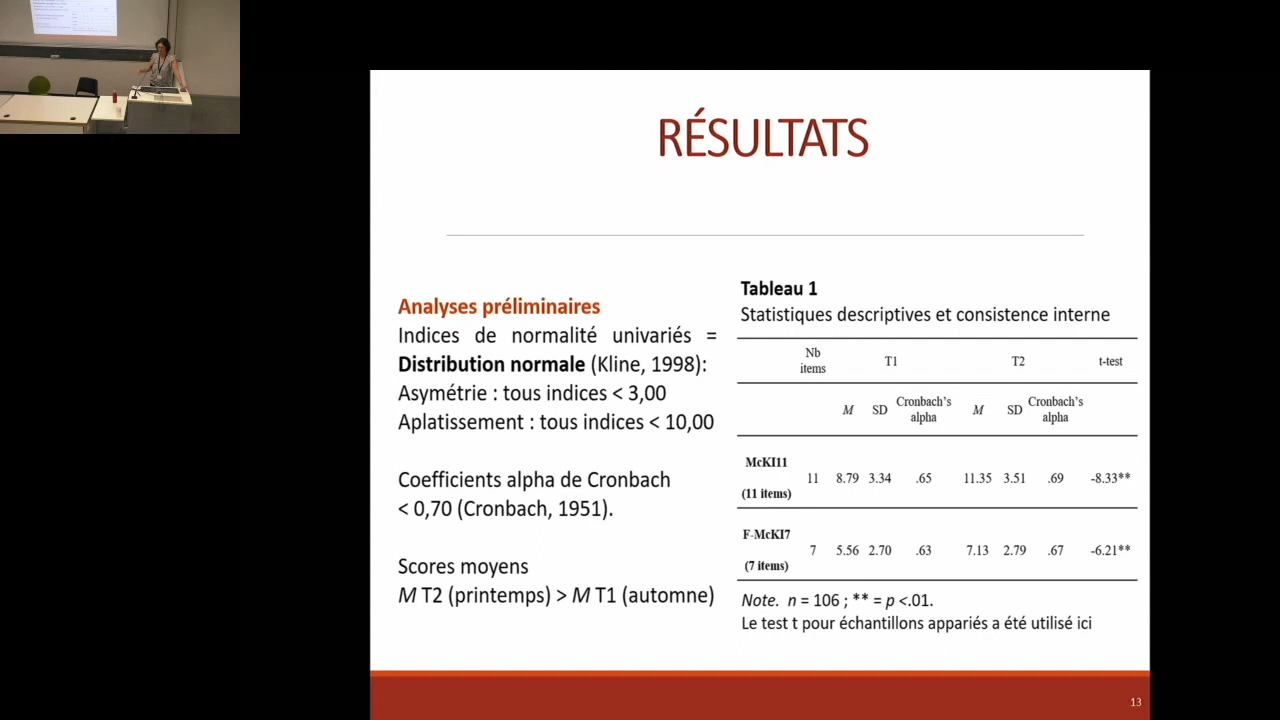 RÉSULTATS
Analyses préliminaires
Indices de normalité univariés =
Distribution normale (Kline, 1998):
Asymétrie : tous indices < 3,00
Aplatissement : tous indices < 10,00
Coefficients alpha de Cronbach
< 0,70 (Cronbach, 1951).
Scores moyens
M T2 (printemps) > M T1 (automne)
Tableau 1
Statistiques descriptives et consistence interne
Nb items T1 T2 t-test
M SD Cronbach's alpha M SD Cronbach's alpha
McKI11 (11 items) 11 8.79 3.34 .65 11.35 3.51 .69 -8.33**
F-McKI7 (7 items) 7 5.56 2.70 .63 7.13 2.79 .67 -6.21**
Note. n = 106 ; ** = p <.01.
Le test t pour échantillons appariés a été utilisé ici
13